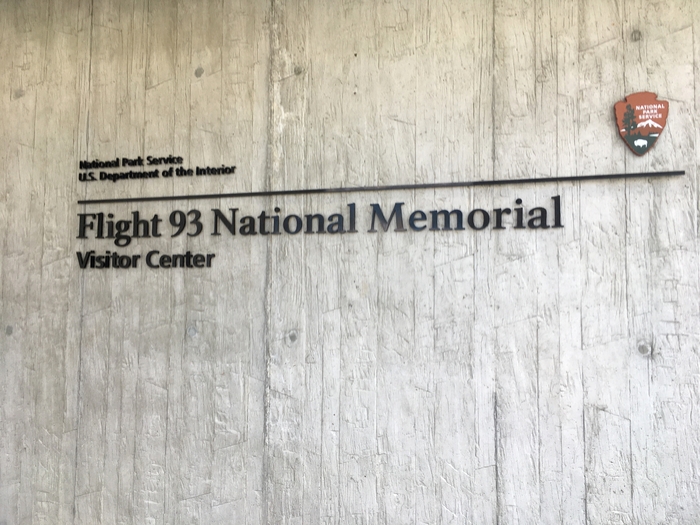 National Park Service
U.S. Department of the Interior
NATIONAL
PARK
SERVICE
Flight 93 National Memorial
Visitor Center